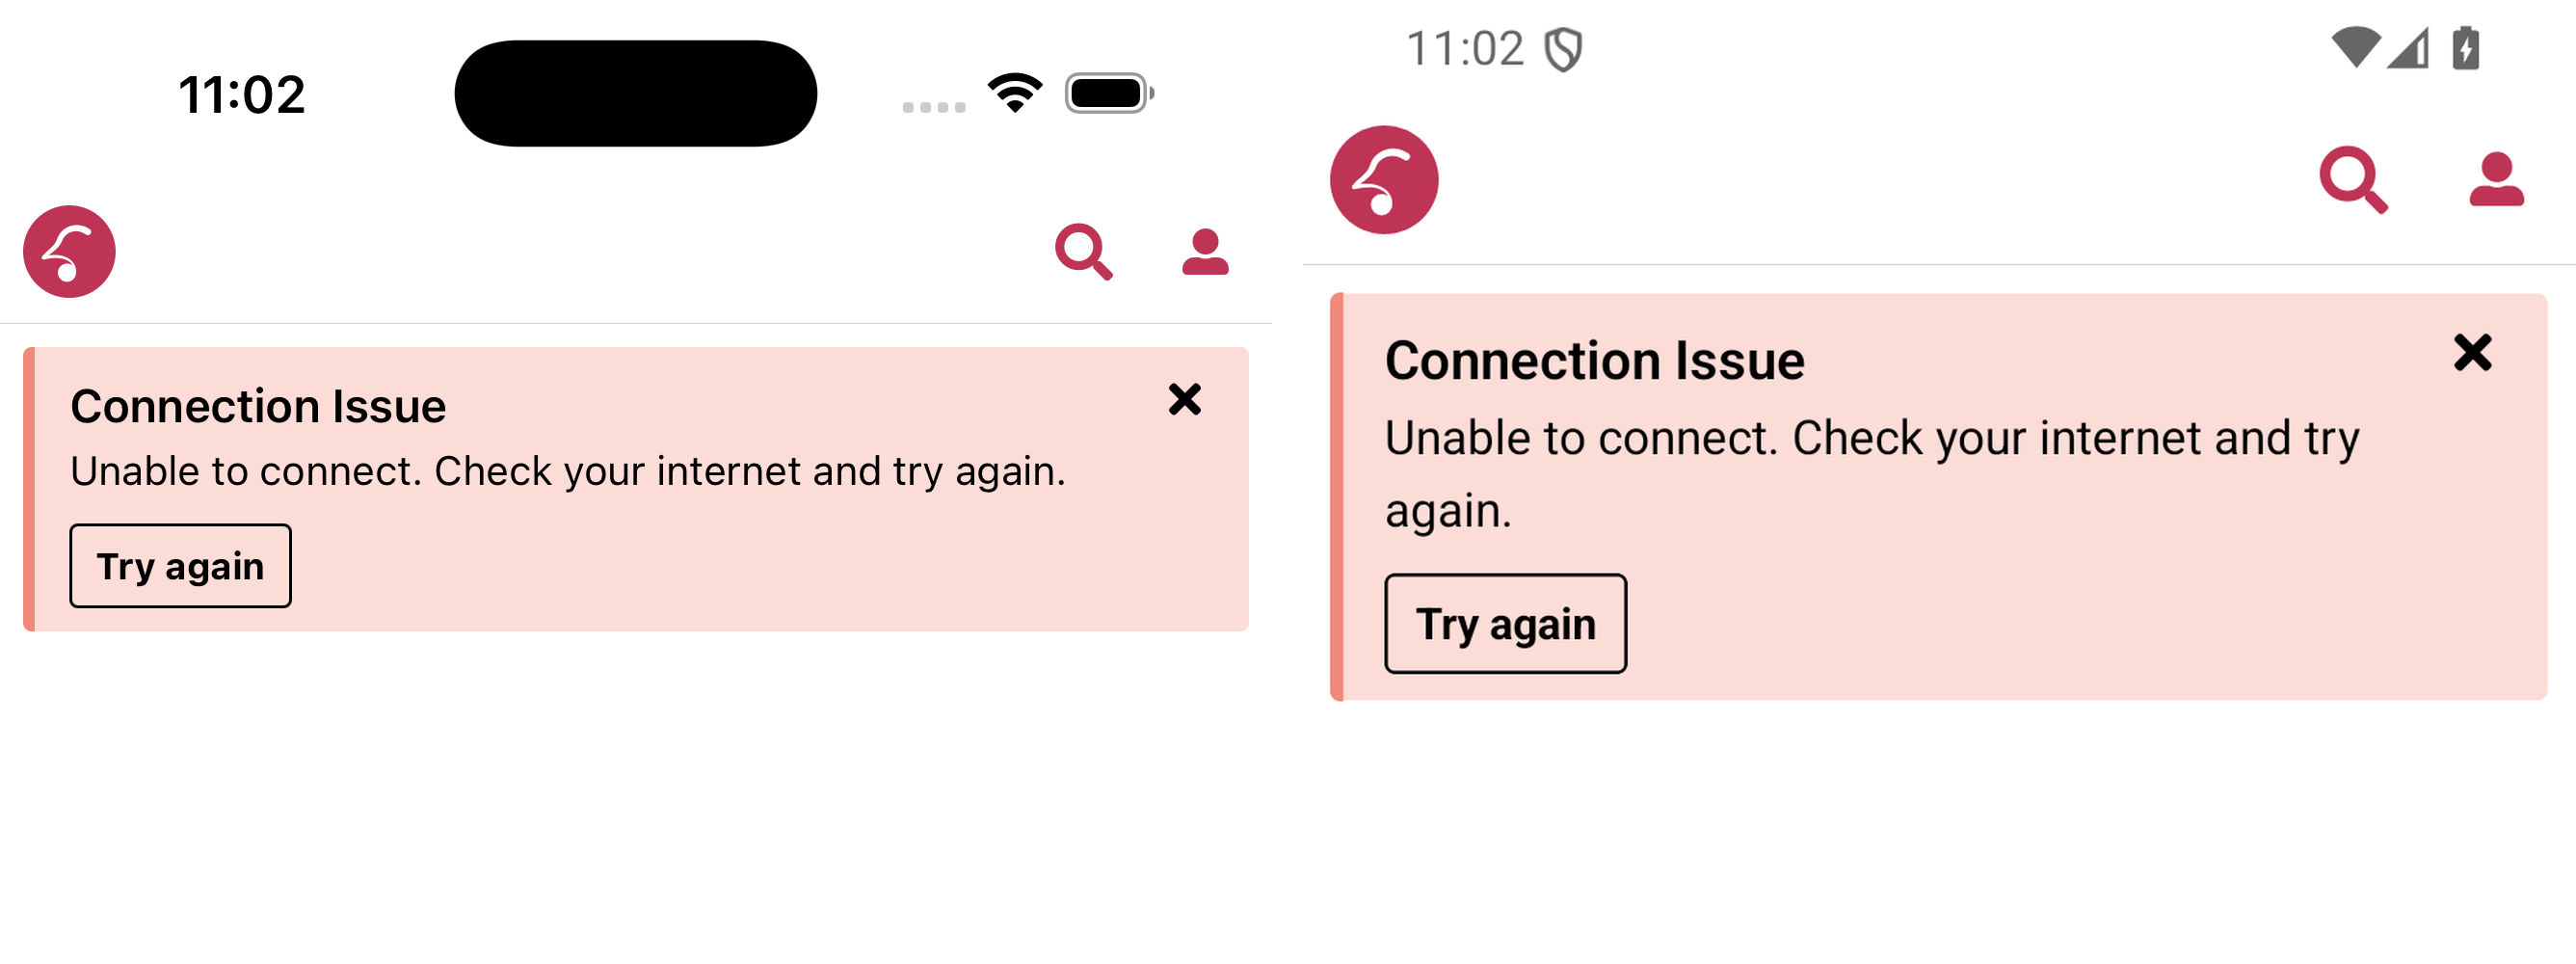 11:02
Connection Issue
Unable to connect. Check your internet and try again.
Try again
11:02
Connection Issue
Unable to connect. Check your internet and try
again.
Try again